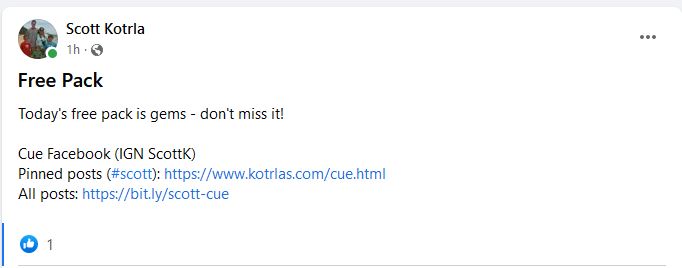 Scott Kotrla
1h ·
Free Pack
Today's free pack is gems - don't miss it!
Cue Facebook (IGN ScottK)
Pinned posts (#scott): https://www.kotrlas.com/cue.html
All posts: https://bit.ly/scott-cue
1